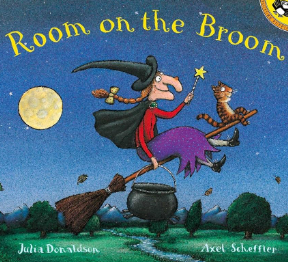 Room on the Broom
Julia Donaldson
Axel Scheffler